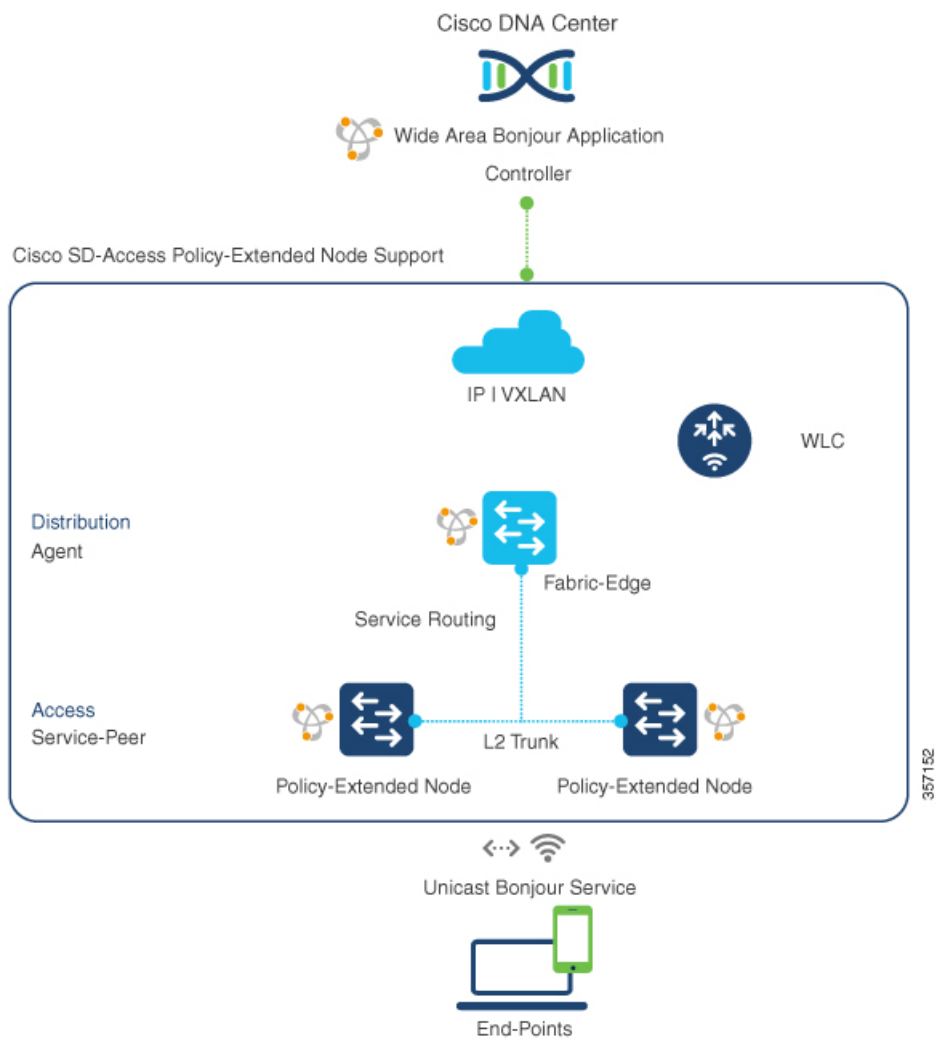 Cisco DNA Center
Wide Area Bonjour Application
Controller
Cisco SD-Access Policy-Extended Node Support
IP | VXLAN
WLC
Distribution
Agent
Fabric-Edge
Service Routing
Access
Service-Peer
L2 Trunk
Policy-Extended Node
Policy-Extended Node
357152
Unicast Bonjour Service
End-Points